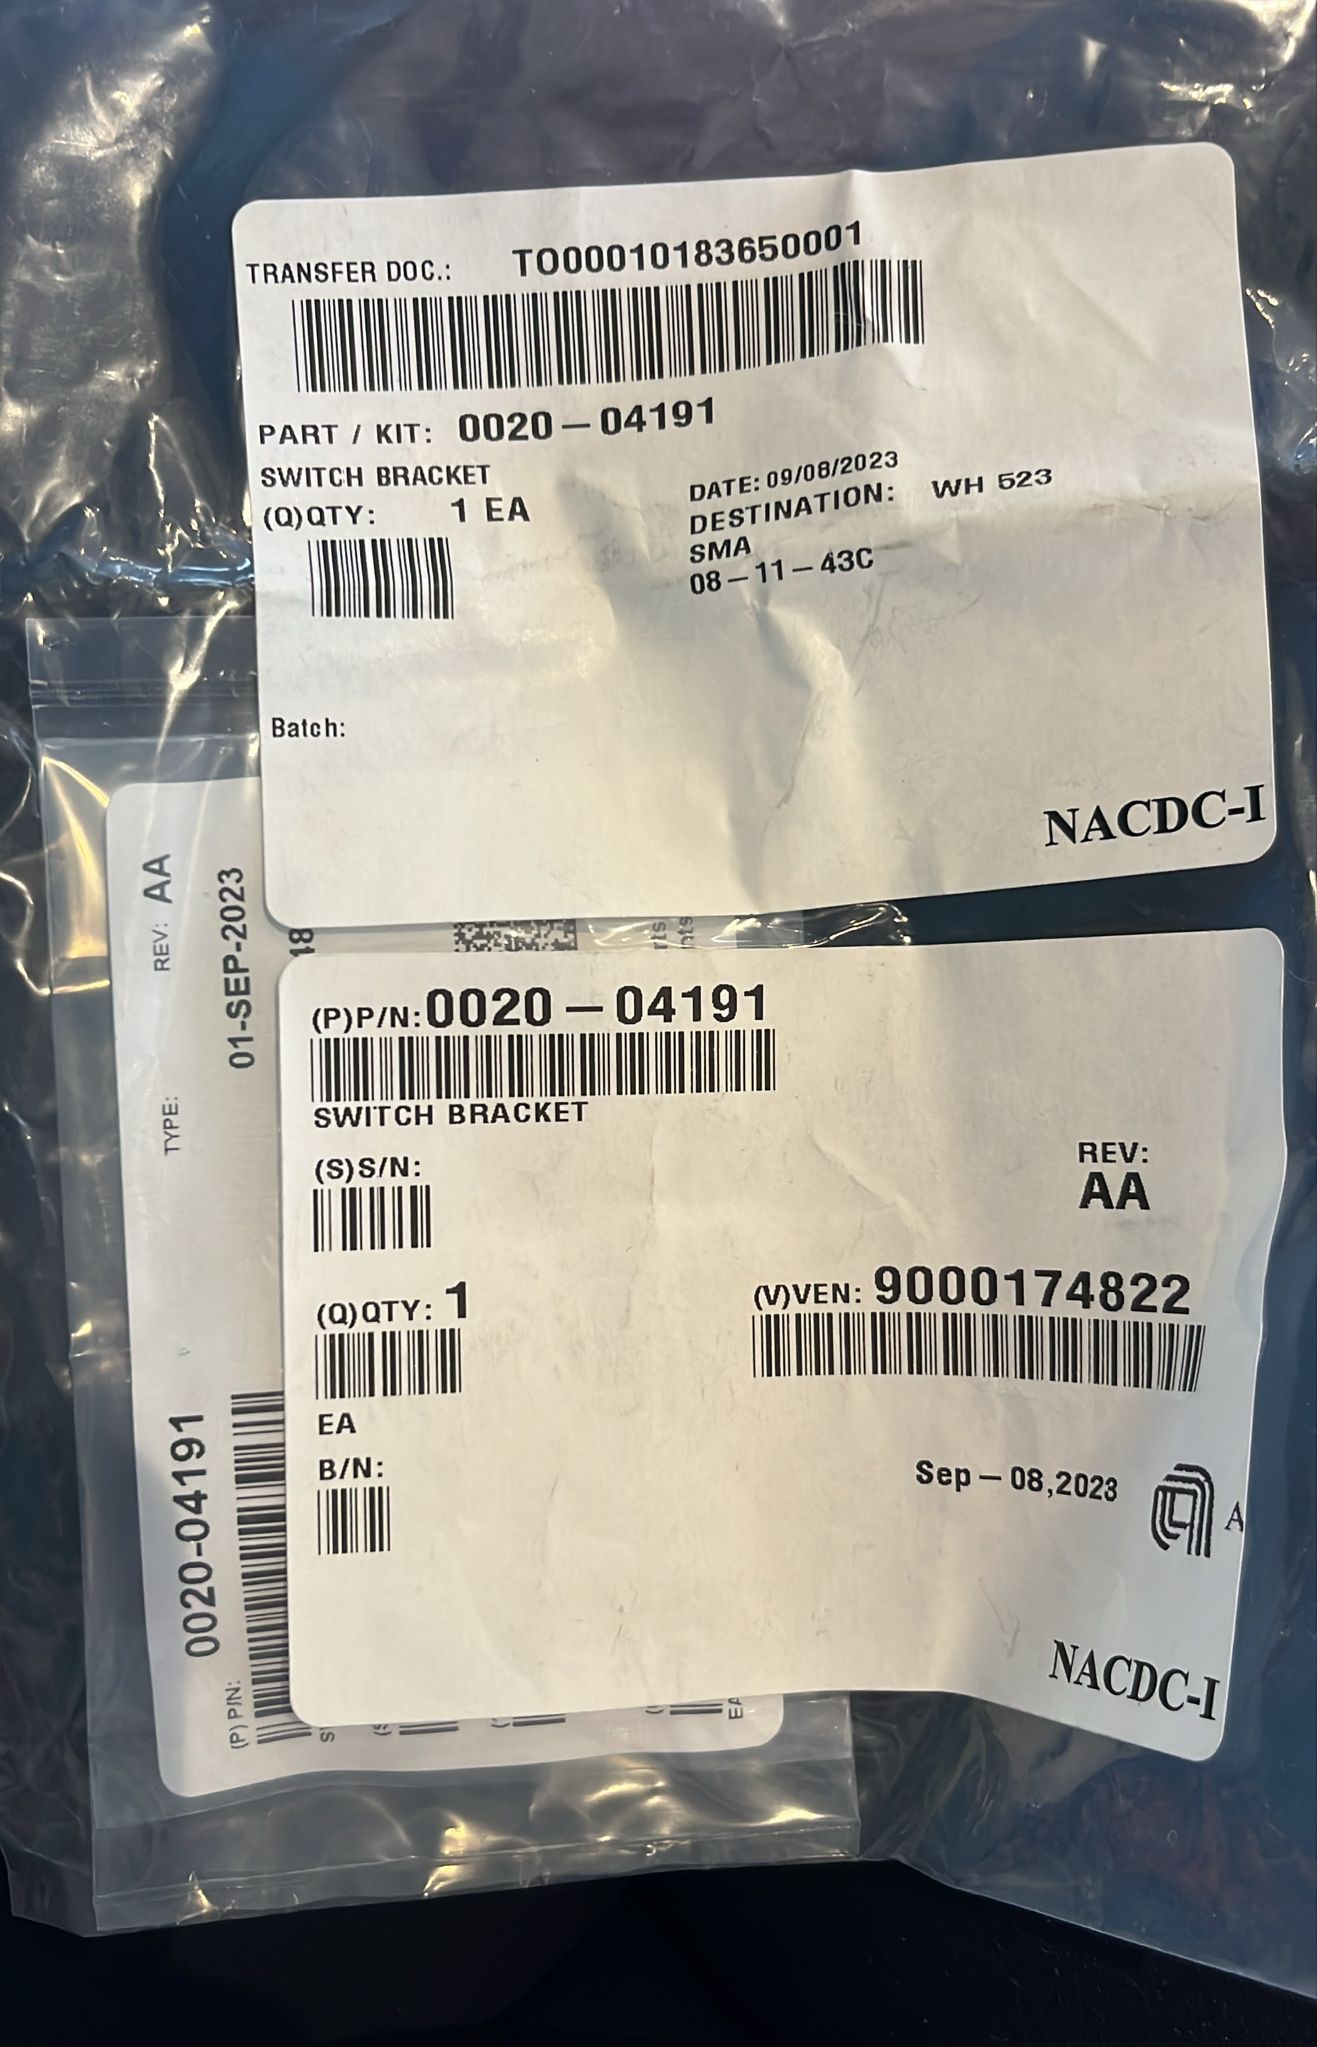 TRANSFER DOC.: TO00010183650001
PART / KIT: 0020-04191
SWITCH BRACKET
(Q)QTY: 1 EA
DATE: 09/08/2023
DESTINATION: WH 523
SMA
08-11-43C
Batch:
NACDC-I
REV: AA
TYPE:
01-SEP-2023
0020-04191
(P) P/N:
EA
(P)P/N: 0020-04191
SWITCH BRACKET
(S)S/N:
REV:
AA
(Q)QTY: 1
(V)VEN: 9000174822
EA
B/N:
Sep-08,2023
A
NACDC-I